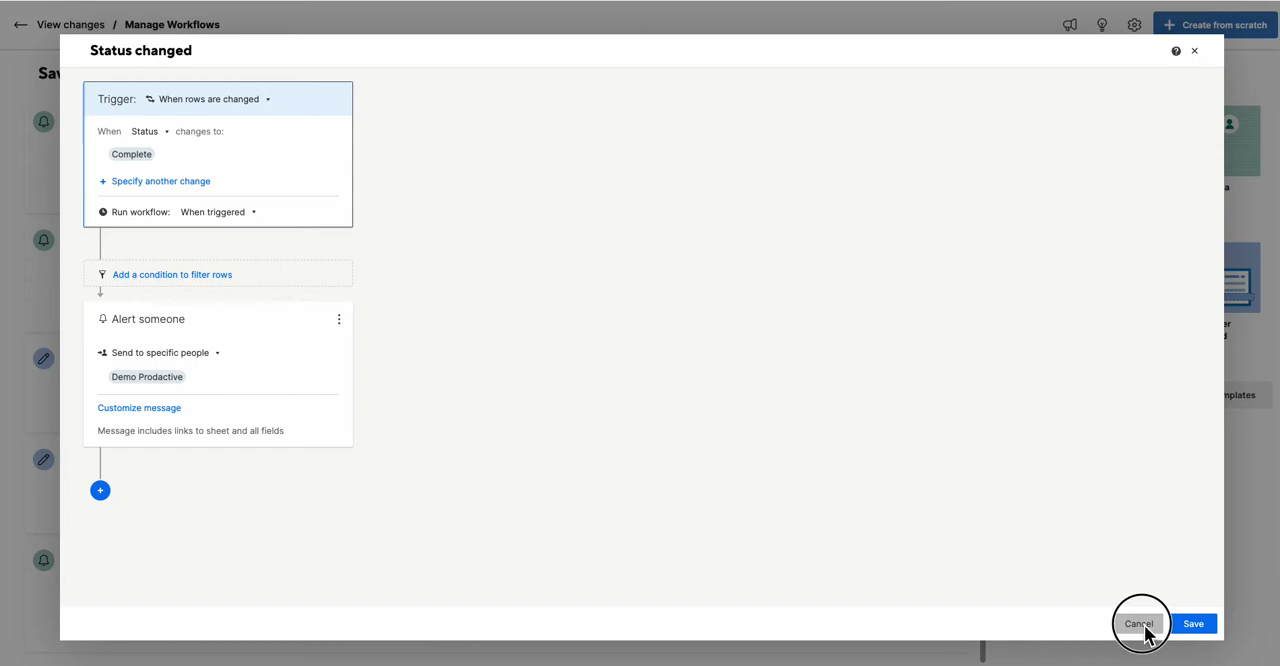 View changes / Manage Workflows
Create from scratch
Status changed
Trigger: When rows are changed
When Status changes to:
Complete
+ Specify another change
Run workflow: When triggered
Add a condition to filter rows
Alert someone
Send to specific people
Demo Prodactive
Customize message
Message includes links to sheet and all fields
Cancel Save